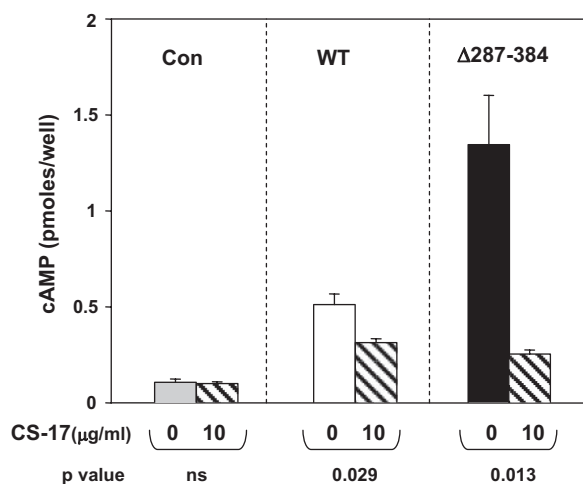 2
1.5
1
0.5
0
cAMP (pmoles/well)
Con WT Δ287-384
CS-17(μg/ml) 0 10 0 10 0 10
p value ns 0.029 0.013